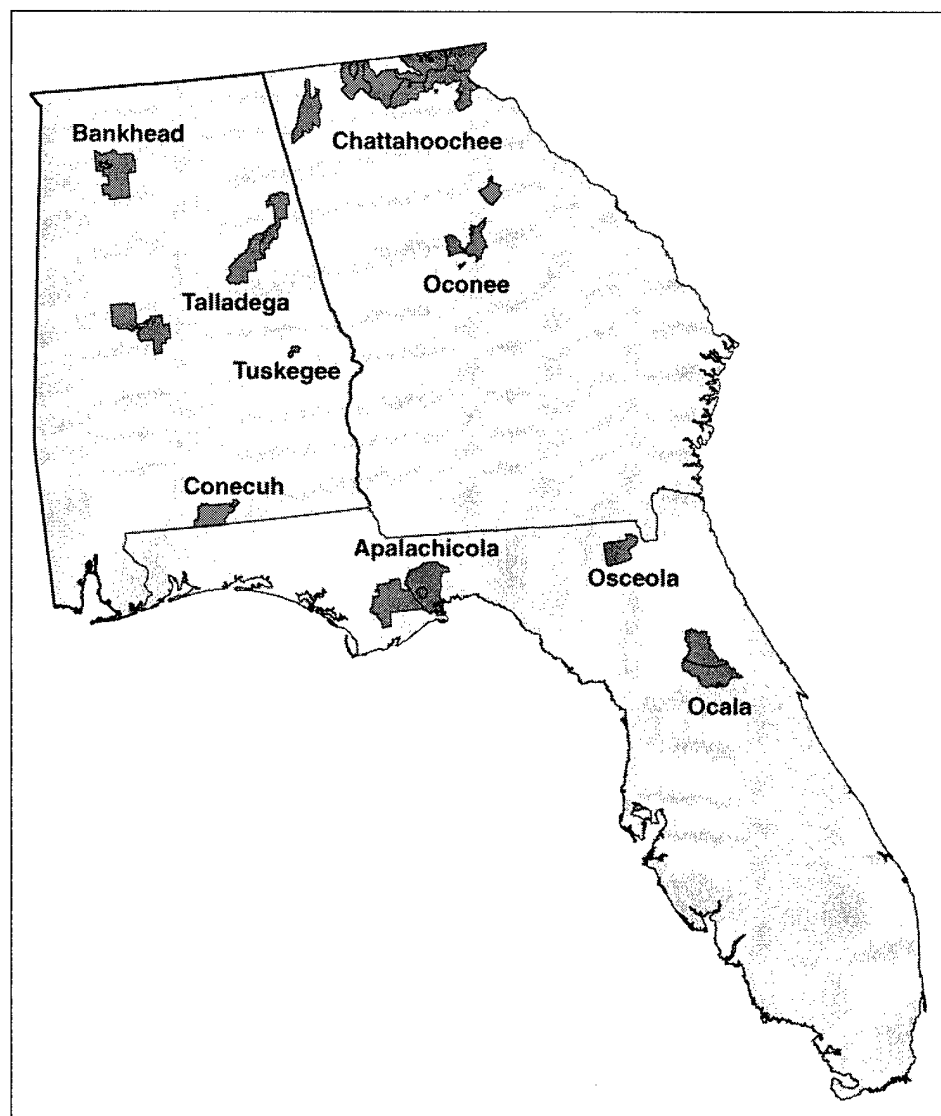 Bankhead
Chattahoochee
Talladega
Oconee
Tuskegee
Conecuh
Apalachicola
Osceola
Ocala